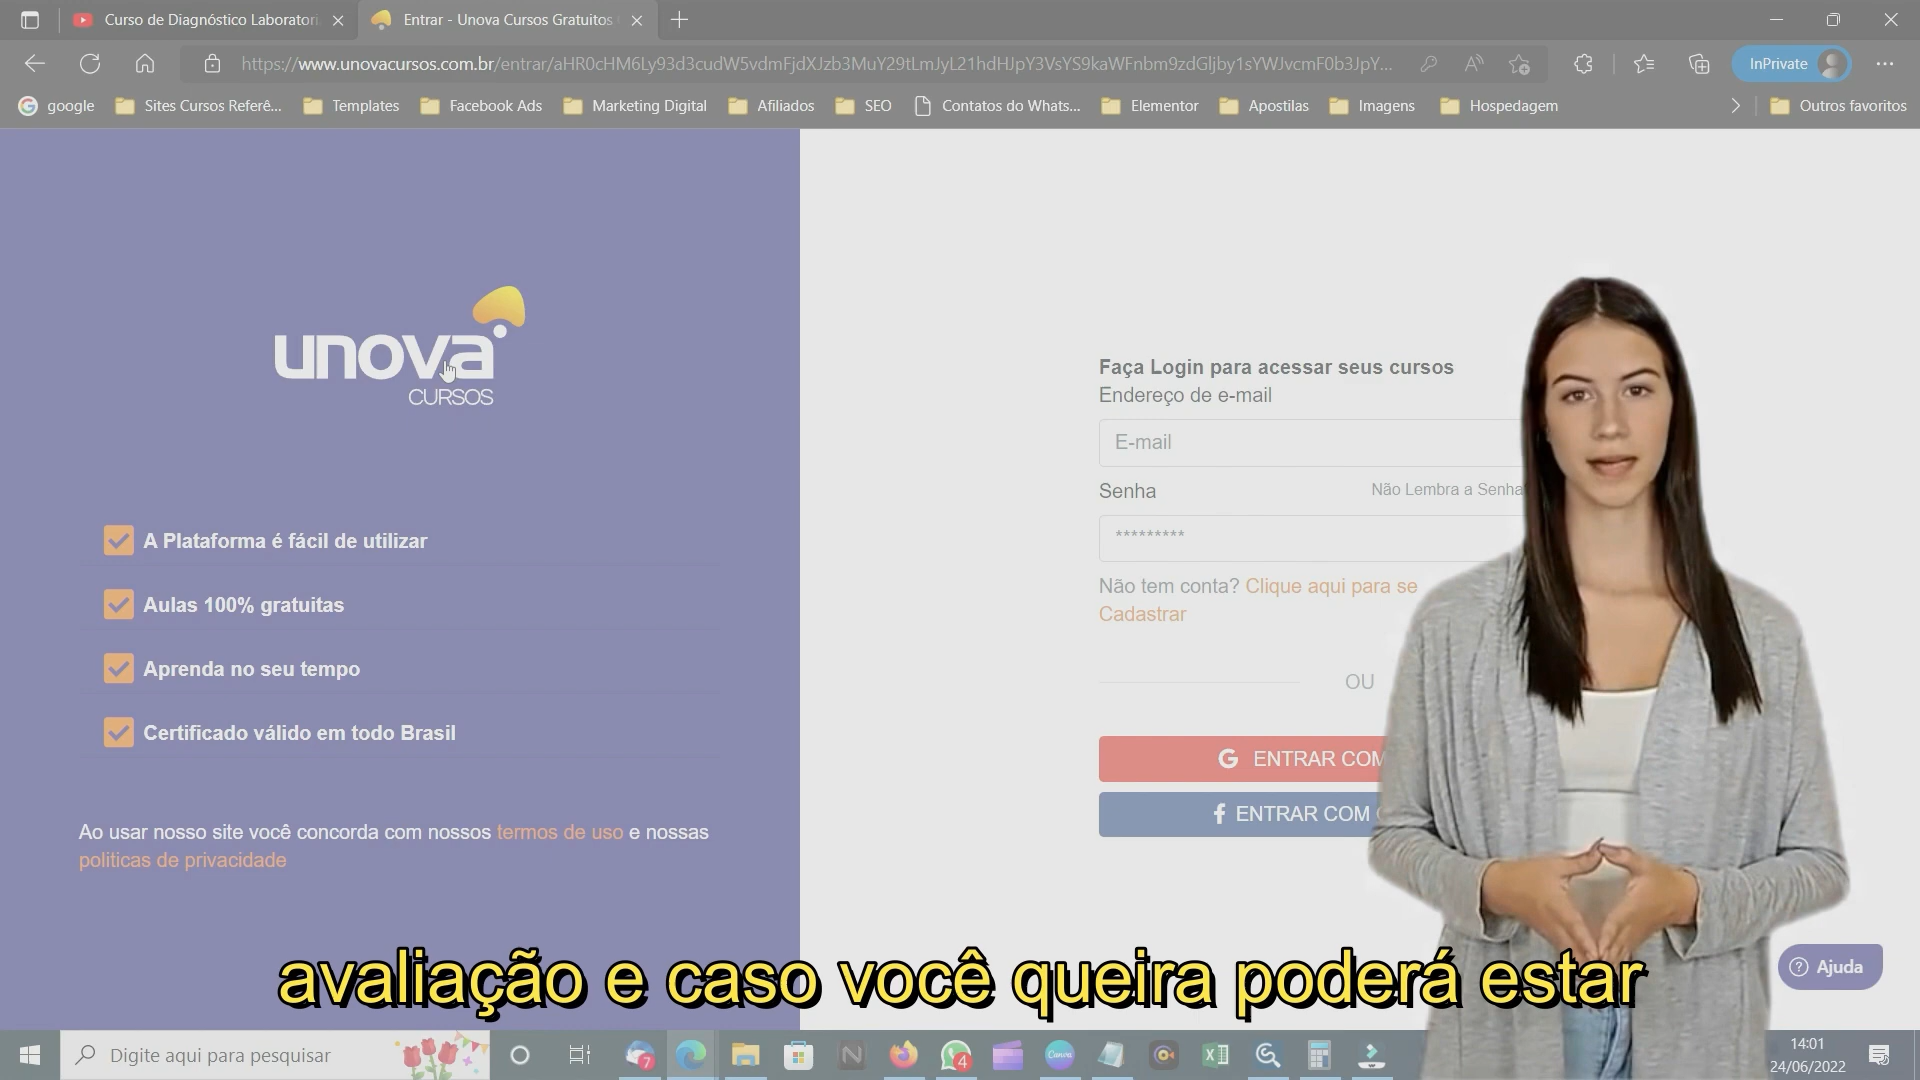 Curso de Diagnóstico Laboratori
Entrar - Unova Cursos Gratuitos
https://www.unovacursos.com.br/entrar/
InPrivate
google
Sites Cursos Referê...
Templates
Facebook Ads
Marketing Digital
Afiliados
SEO
Contatos do Whats...
Elementor
Apostilas
Imagens
Hospedagem
Outros favoritos
unova
CURSOS
A Plataforma é fácil de utilizar
Aulas 100% gratuitas
Aprenda no seu tempo
Certificado válido em todo Brasil
Ao usar nosso site você concorda com nossos termos de uso e nossas
politicas de privacidade
Faça Login para acessar seus cursos
Endereço de e-mail
E-mail
Senha
Não Lembra a Senha
*********
Não tem conta? Clique aqui para se
Cadastrar
OU
G ENTRAR COM
f ENTRAR COM
Ajuda
avaliação e caso você queira poderá estar
Digite aqui para pesquisar
7
4
Canva
14:01
24/06/2022